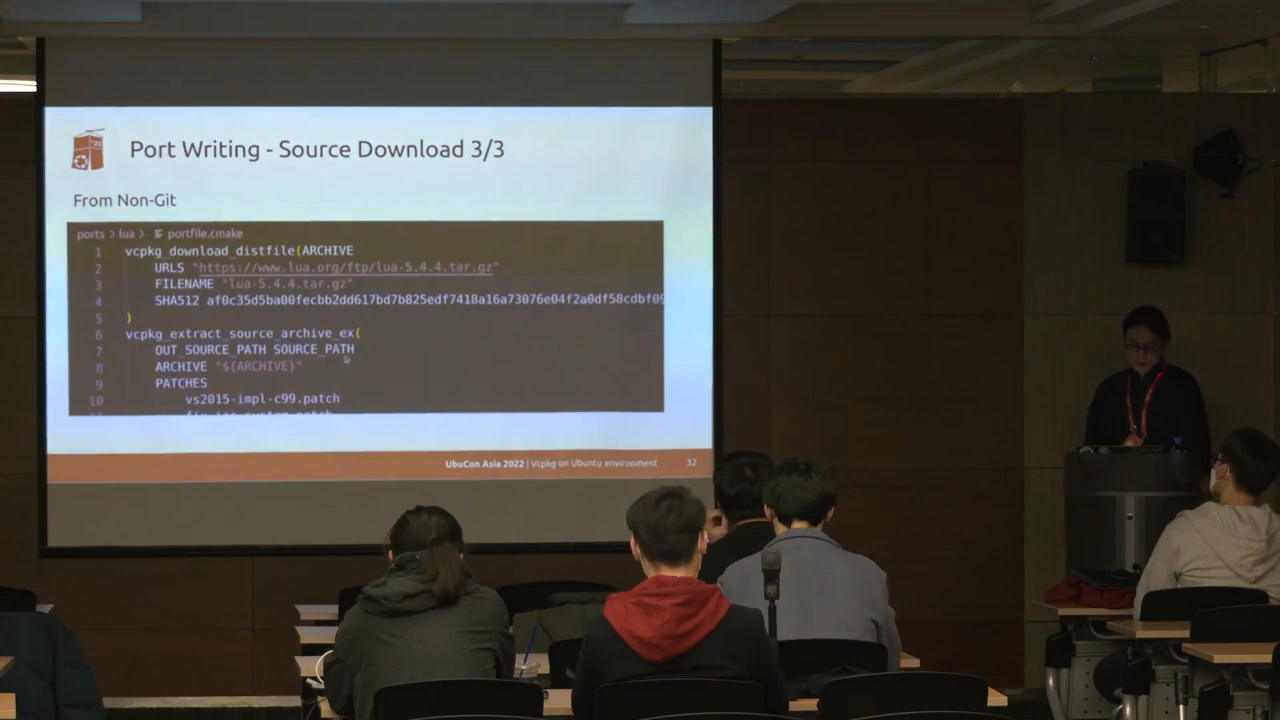 Port Writing - Source Download 3/3
From Non-Git
ports > lua > portfile.cmake
1 vcpkg_download_distfile(ARCHIVE
2 URLS "https://www.lua.org/ftp/lua-5.4.4.tar.gz"
3 FILENAME "lua-5.4.4.tar.gz"
4 SHA512 af0c35d5ba00fecbb2dd617bd7b825edf7418a16a73076e04f2a0df58cdbf09
5 )
6 vcpkg_extract_source_archive_ex(
7 OUT_SOURCE_PATH SOURCE_PATH
8 ARCHIVE "${ARCHIVE}"
9 PATCHES
10 vs2015-impl-c99.patch
UbuCon Asia 2022 | Vcpkg on Ubuntu environment 32